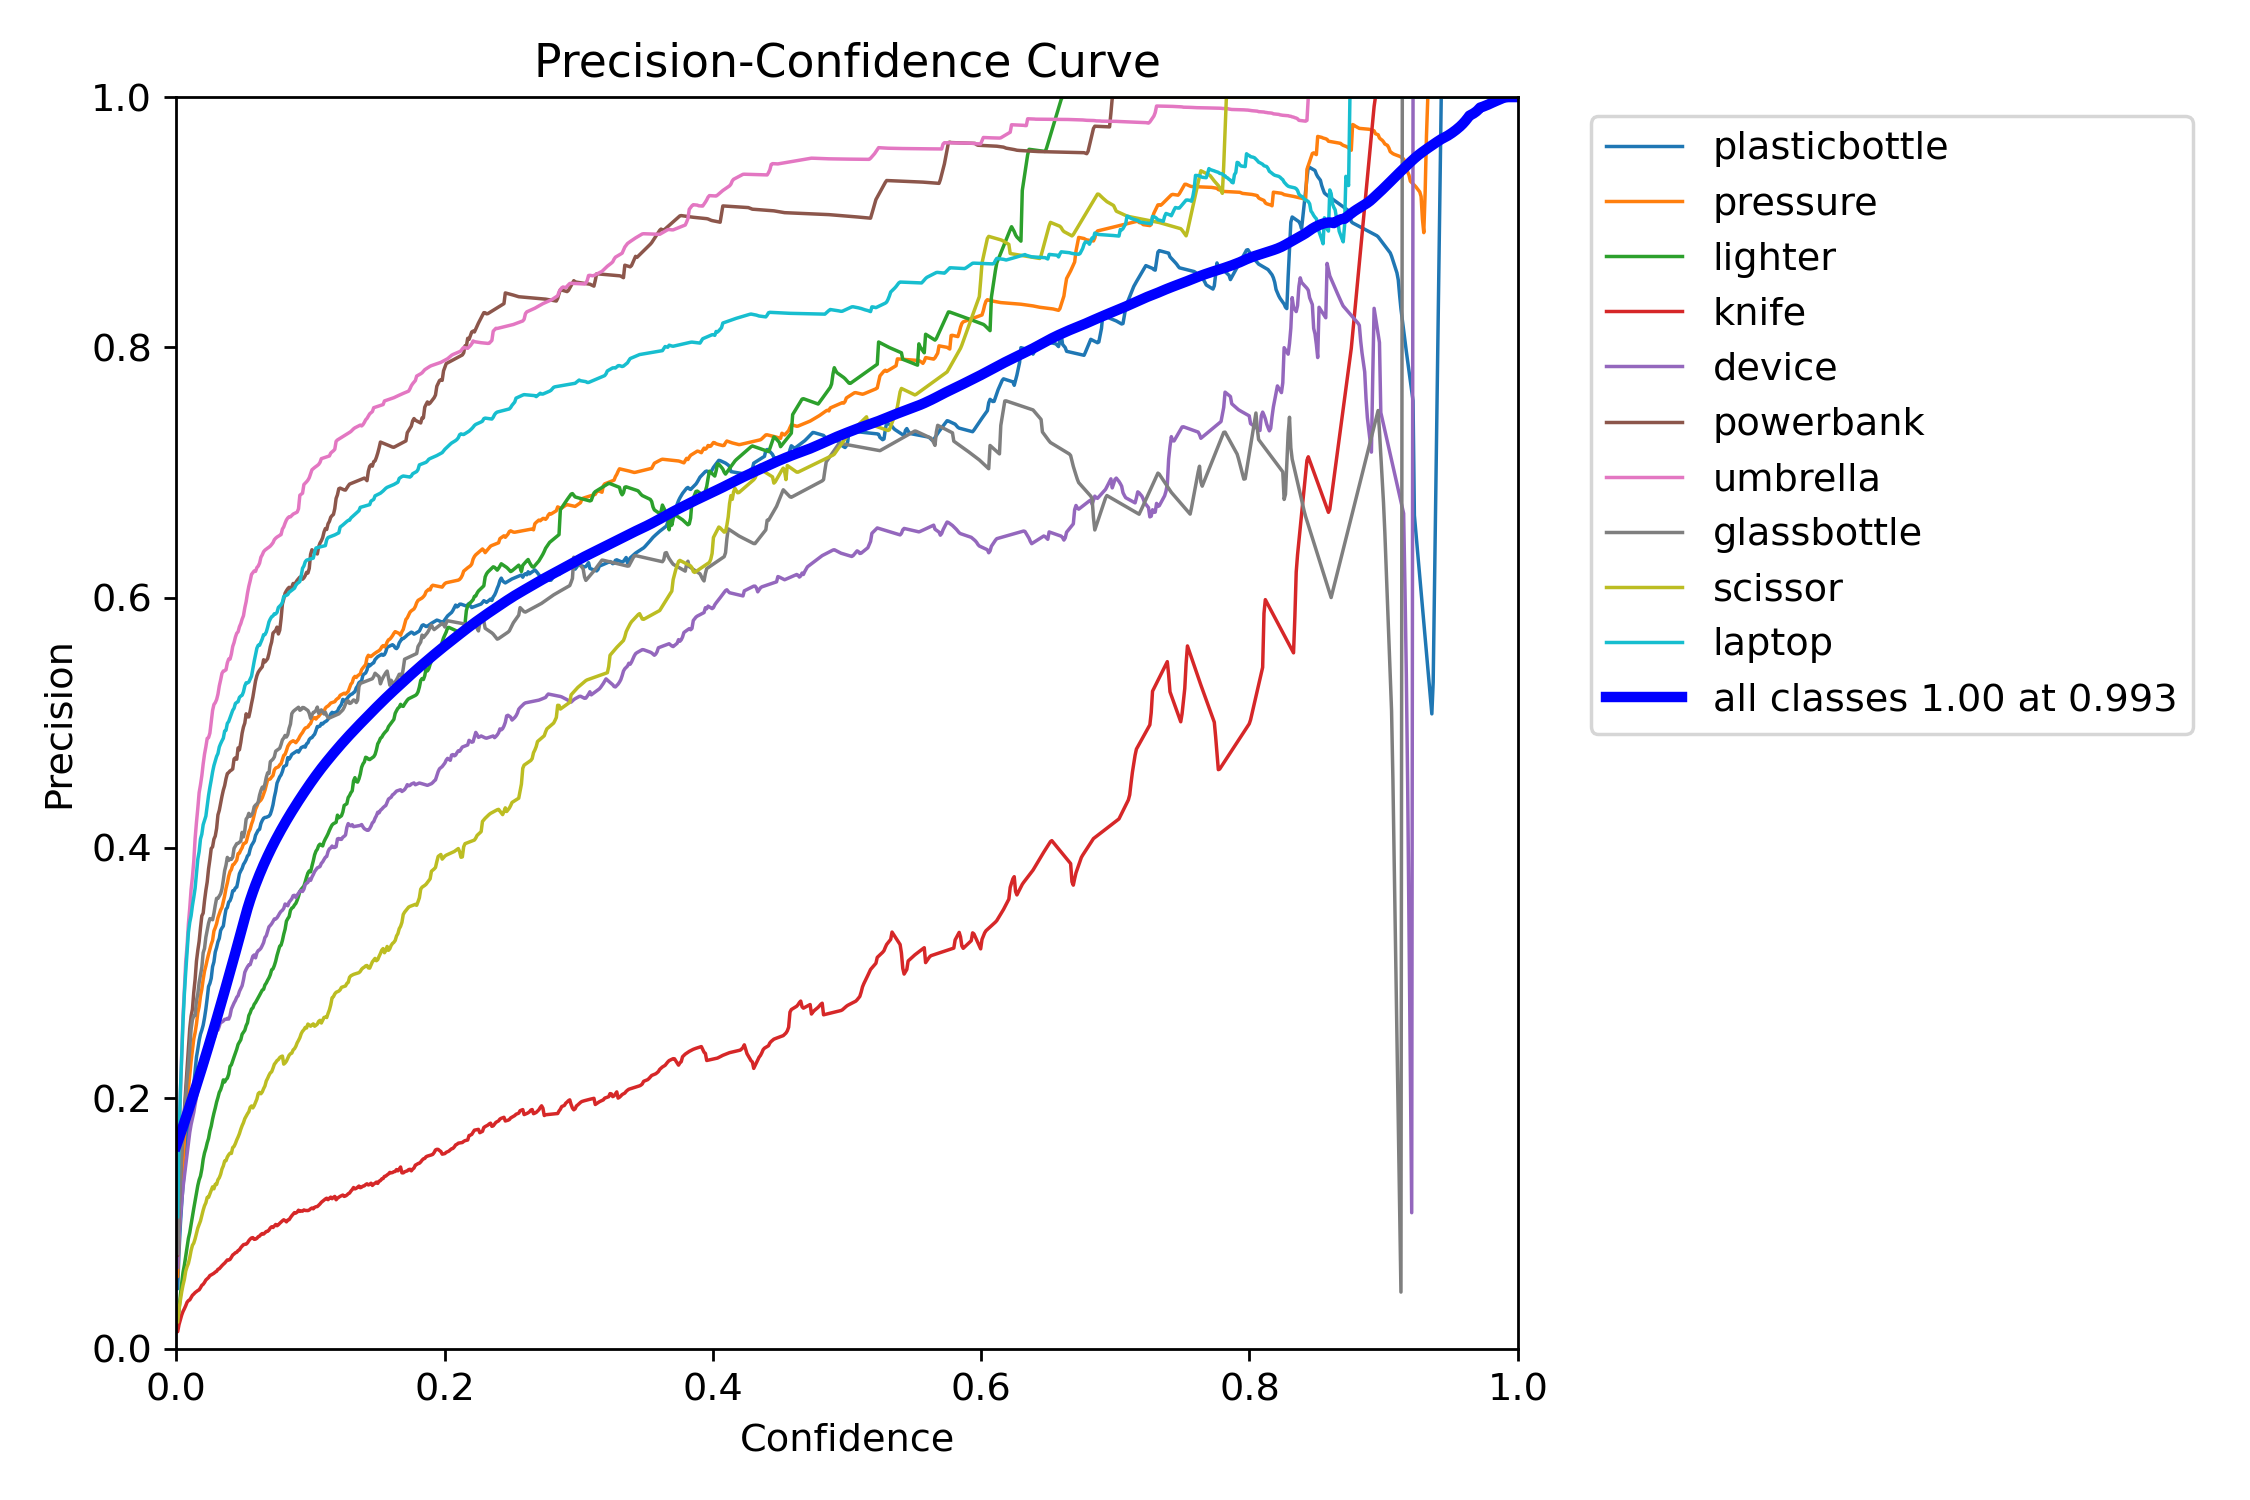 Precision-Confidence Curve
1.0
0.8
0.6
0.4
0.2
0.0
Precision
0.0 0.2 0.4 0.6 0.8 1.0
Confidence
plasticbottle
pressure
lighter
knife
device
powerbank
umbrella
glassbottle
scissor
laptop
all classes 1.00 at 0.993